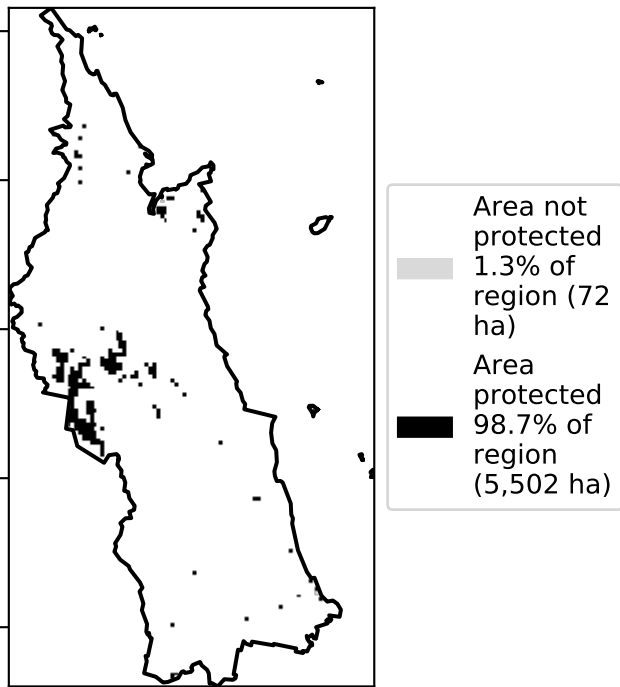 Area not
protected
1.3% of
region (72
ha)
Area
protected
98.7% of
region
(5,502 ha)